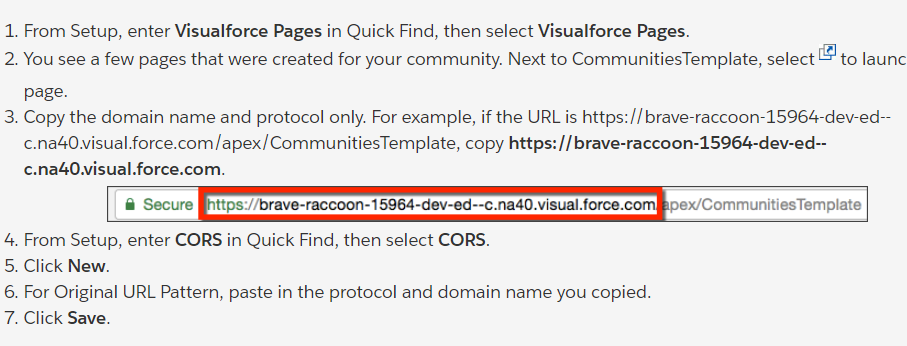 1. From Setup, enter Visualforce Pages in Quick Find, then select Visualforce Pages.
2. You see a few pages that were created for your community. Next to CommunitiesTemplate, select to launc
page.
3. Copy the domain name and protocol only. For example, if the URL is https://brave-raccoon-15964-dev-ed--
c.na40.visual.force.com/apex/CommunitiesTemplate, copy https://brave-raccoon-15964-dev-ed--
c.na40.visual.force.com.
Secure https://brave-raccoon-15964-dev-ed--c.na40.visual.force.com/apex/CommunitiesTemplate
4. From Setup, enter CORS in Quick Find, then select CORS.
5. Click New.
6. For Original URL Pattern, paste in the protocol and domain name you copied.
7. Click Save.